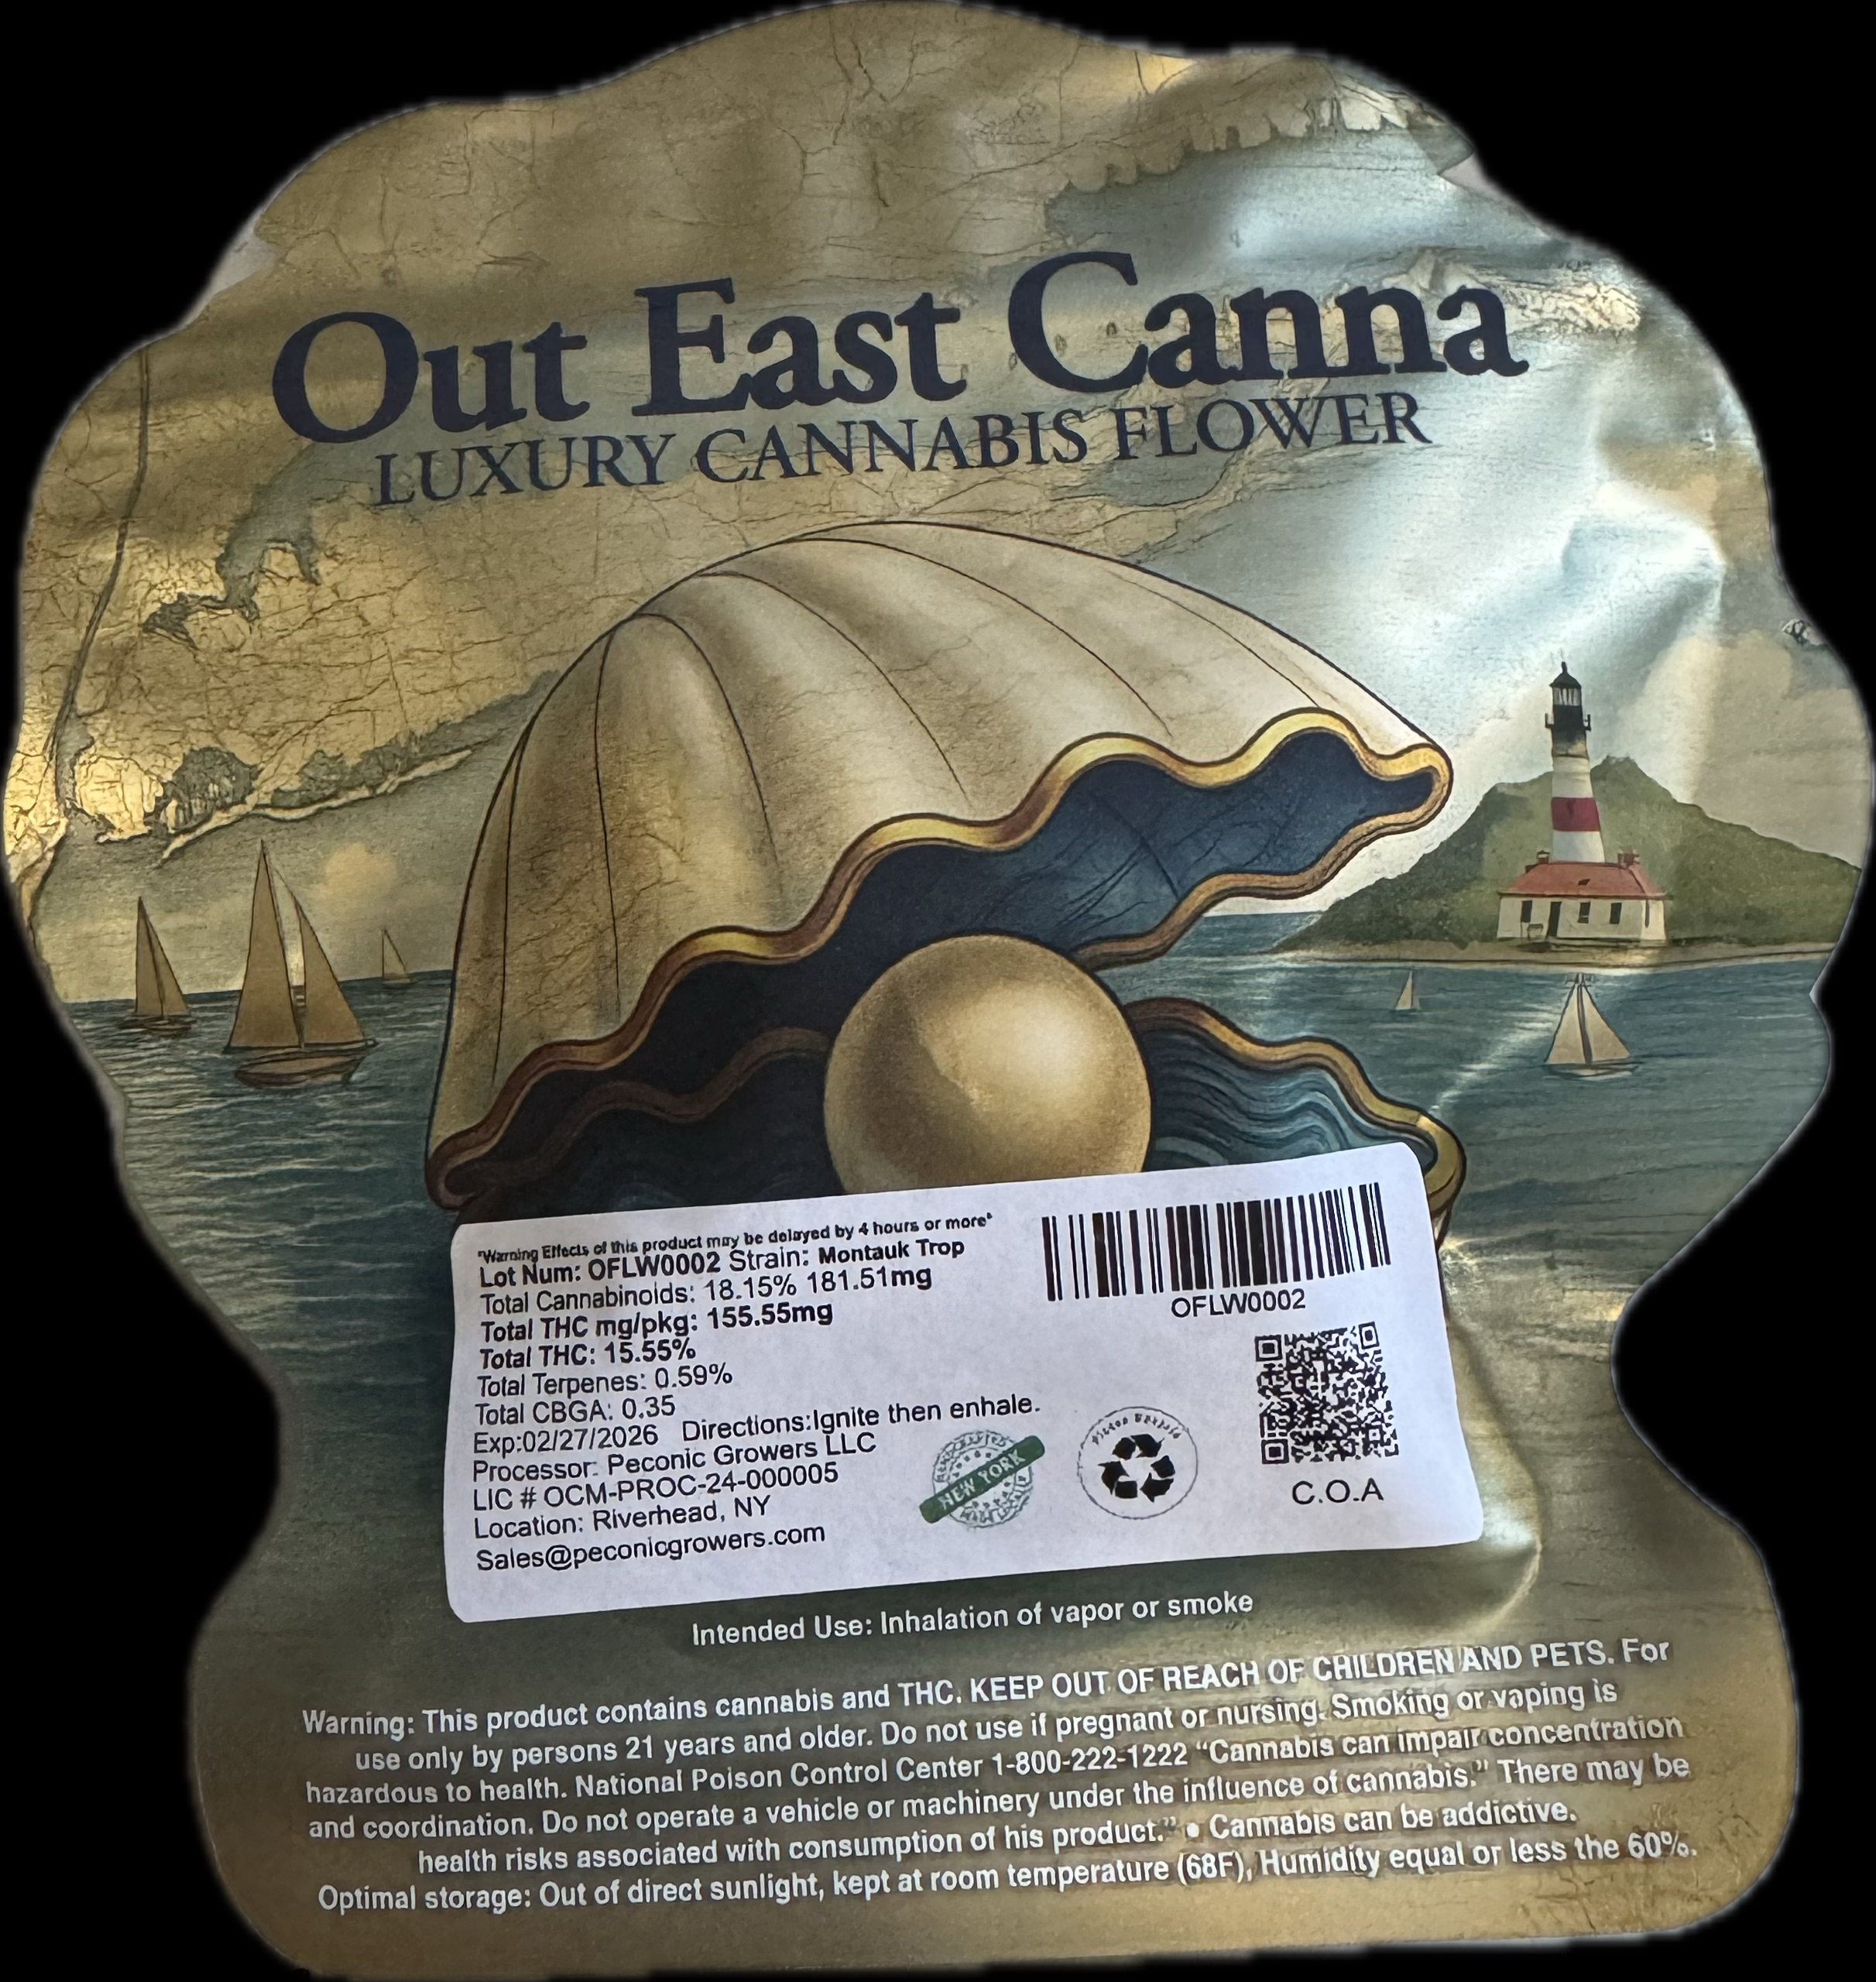 Out East Canna
LUXURY CANNABIS FLOWER
"Warning Effects of this product may be delayed by 4 hours or more"
Lot Num: OFLW0002 Strain: Montauk Trop
Total Cannabinoids: 18.15% 181.51mg
Total THC mg/pkg: 155.55mg
Total THC: 15.55%
Total Terpenes: 0.59%
Total CBGA: 0.35
Exp:02/27/2026 Directions:Ignite then enhale.
Processor: Peconic Growers LLC
LIC # OCM-PROC-24-000005
Location: Riverhead, NY
Sales@peconicgrowers.com
OFLW0002
NEW YORK
C.O.A
Intended Use: Inhalation of vapor or smoke
Warning: This product contains cannabis and THC. KEEP OUT OF REACH OF CHILDREN AND PETS. For
use only by persons 21 years and older. Do not use if pregnant or nursing. Smoking or vaping is
hazardous to health. National Poison Control Center 1-800-222-1222 “Cannabis can impair concentration
and coordination. Do not operate a vehicle or machinery under the influence of cannabis.” There may be
health risks associated with consumption of his product.” • Cannabis can be addictive.
Optimal storage: Out of direct sunlight, kept at room temperature (68F), Humidity equal or less the 60%.